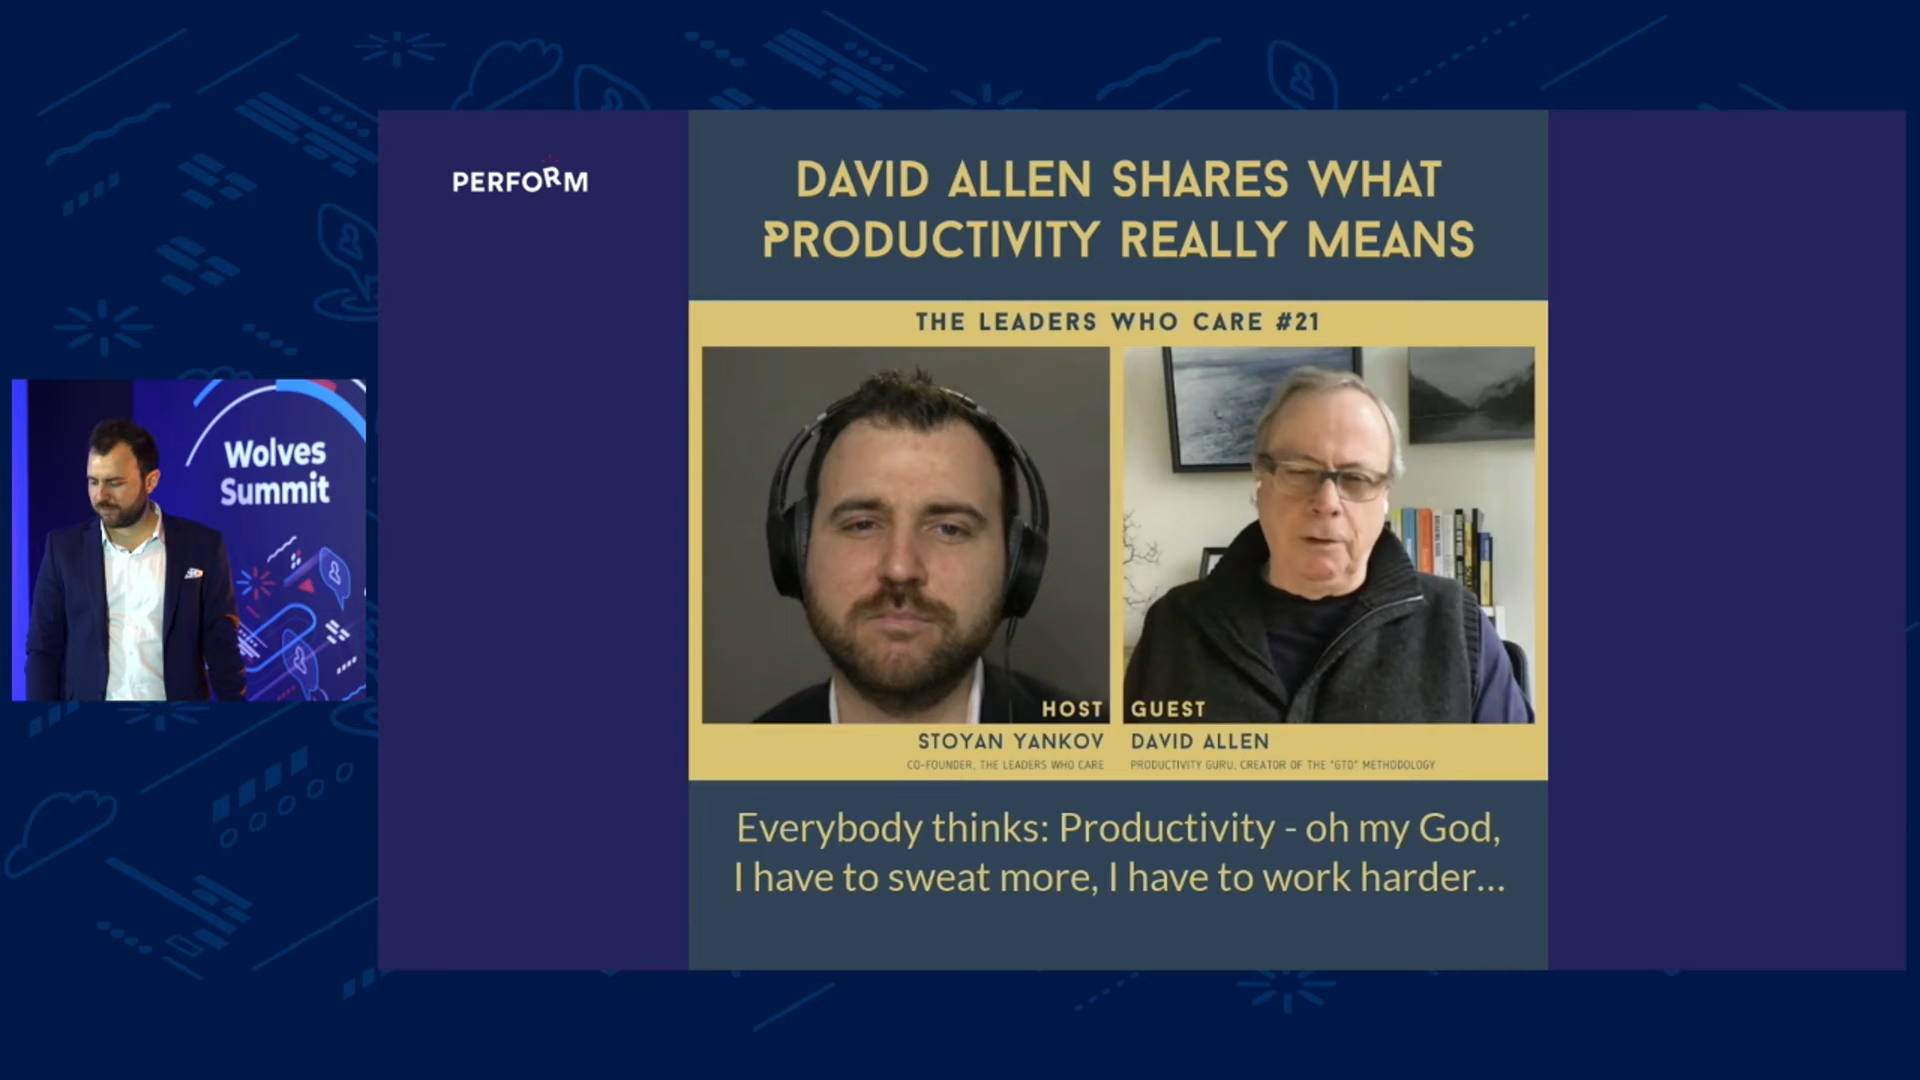 PERFORM
DAVID ALLEN SHARES WHAT
PRODUCTIVITY REALLY MEANS
THE LEADERS WHO CARE #21
Wolves
Summit
HOST
GUEST
STOYAN YANKOV
DAVID ALLEN
CO-FOUNDER, THE LEADERS WHO CARE
PRODUCTIVITY GURU, CREATOR OF THE "GTD" METHODOLOGY
Everybody thinks: Productivity - oh my God,
I have to sweat more, I have to work harder...